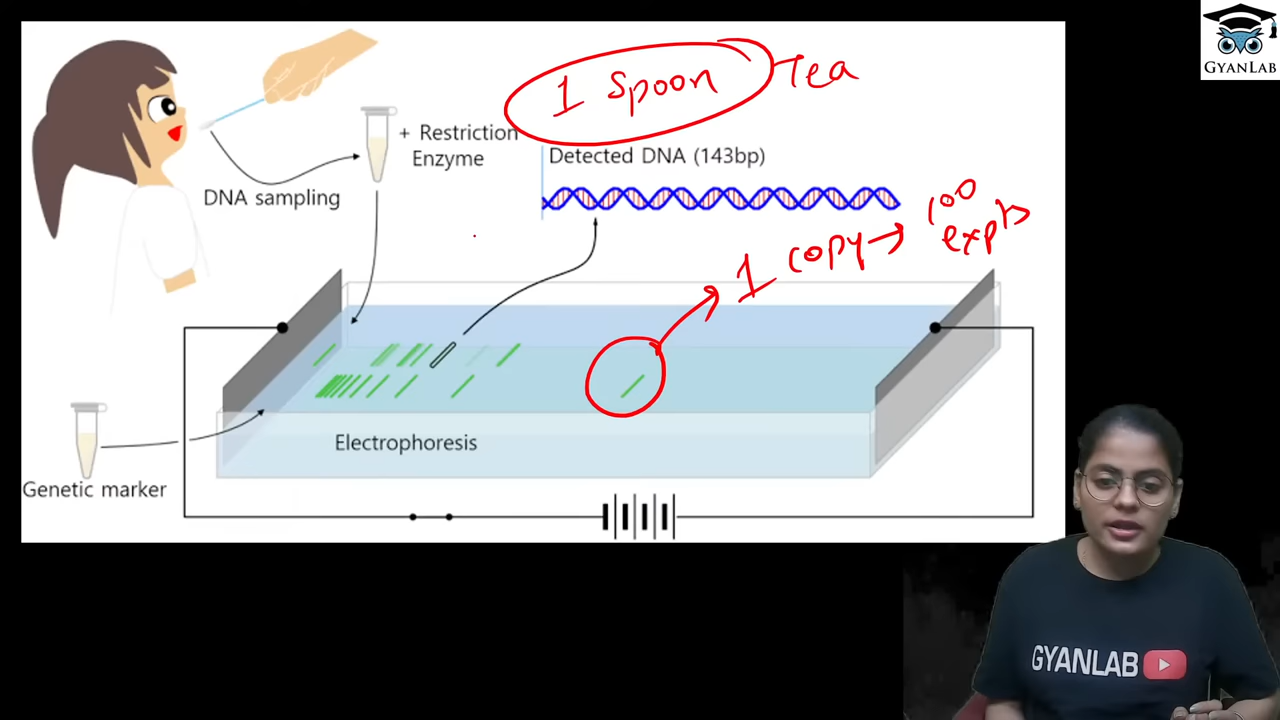 GYANLAB
1 Spoon Tea
+ Restriction
Enzyme
Detected DNA (143bp)
DNA sampling
1 copy → 100
expts
Electrophoresis
Genetic marker
GYANLAB